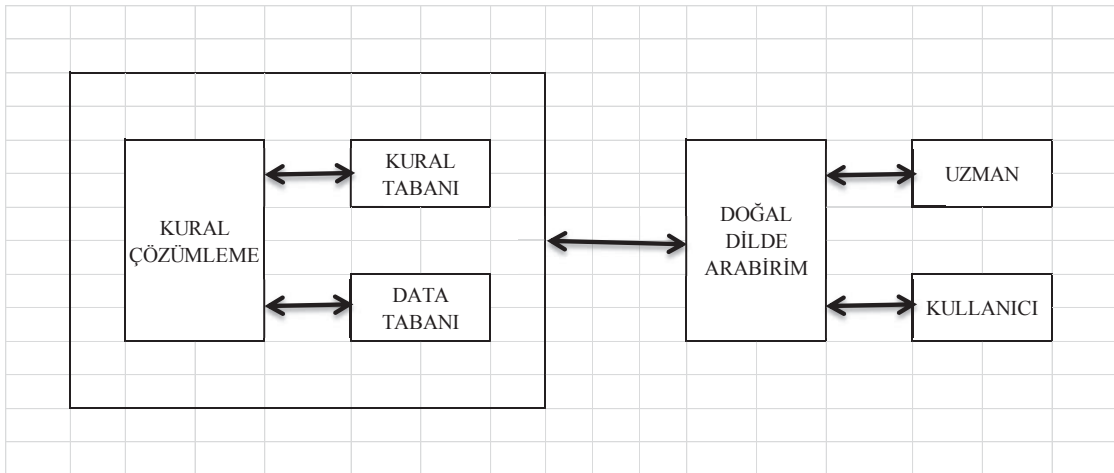 KURAL
ÇÖZÜMLEME
KURAL
TABANI
DATA
TABANI
DOĞAL
DİLDE
ARABİRİM
UZMAN
KULLANICI